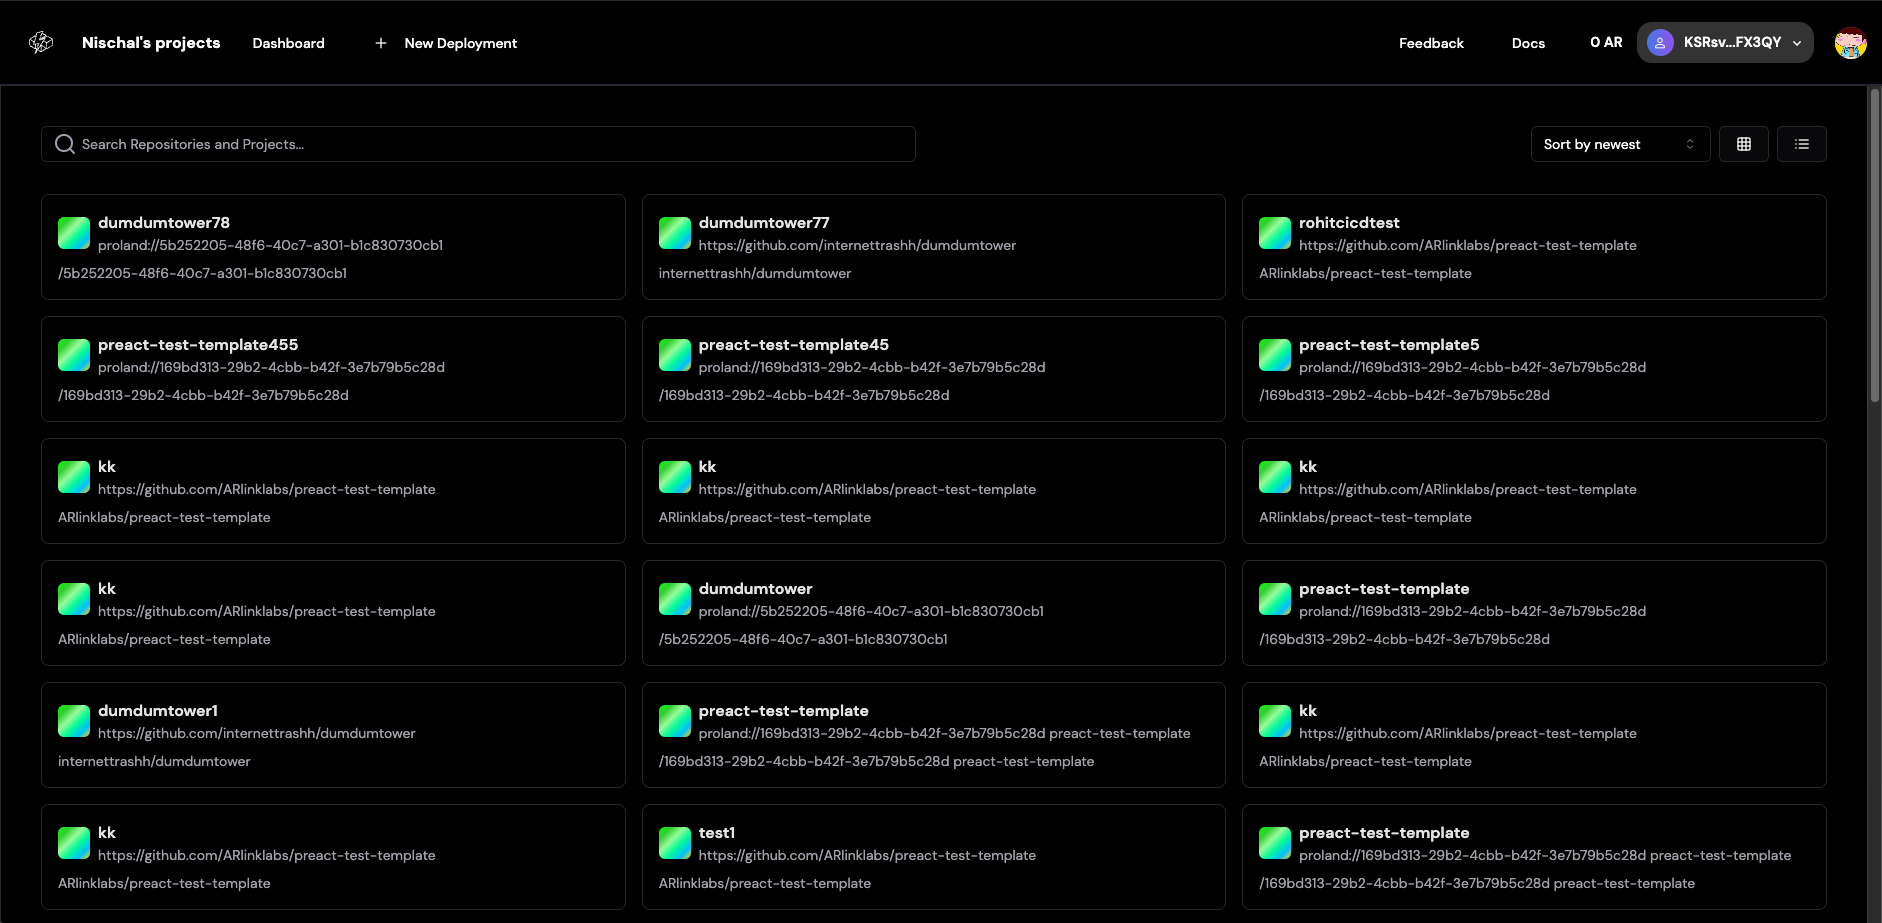 Nischal's projects
Dashboard
+ New Deployment
Feedback
Docs
0 AR
KSRsv...FX3QY
Search Repositories and Projects...
Sort by newest
dumdumtower78
proland://5b252205-48f6-40c7-a301-b1c830730cb1
/5b252205-48f6-40c7-a301-b1c830730cb1
dumdumtower77
https://github.com/internettrashh/dumdumtower
internettrashh/dumdumtower
rohitcicdtest
https://github.com/ARlinklabs/preact-test-template
ARlinklabs/preact-test-template
preact-test-template455
proland://169bd313-29b2-4cbb-b42f-3e7b79b5c28d
/169bd313-29b2-4cbb-b42f-3e7b79b5c28d
preact-test-template45
proland://169bd313-29b2-4cbb-b42f-3e7b79b5c28d
/169bd313-29b2-4cbb-b42f-3e7b79b5c28d
preact-test-template5
proland://169bd313-29b2-4cbb-b42f-3e7b79b5c28d
/169bd313-29b2-4cbb-b42f-3e7b79b5c28d
kk
https://github.com/ARlinklabs/preact-test-template
ARlinklabs/preact-test-template
kk
https://github.com/ARlinklabs/preact-test-template
ARlinklabs/preact-test-template
kk
https://github.com/ARlinklabs/preact-test-template
ARlinklabs/preact-test-template
kk
https://github.com/ARlinklabs/preact-test-template
ARlinklabs/preact-test-template
dumdumtower
proland://5b252205-48f6-40c7-a301-b1c830730cb1
/5b252205-48f6-40c7-a301-b1c830730cb1
preact-test-template
proland://169bd313-29b2-4cbb-b42f-3e7b79b5c28d
/169bd313-29b2-4cbb-b42f-3e7b79b5c28d
dumdumtower1
https://github.com/internettrashh/dumdumtower
internettrashh/dumdumtower
preact-test-template
proland://169bd313-29b2-4cbb-b42f-3e7b79b5c28d preact-test-template
/169bd313-29b2-4cbb-b42f-3e7b79b5c28d preact-test-template
kk
https://github.com/ARlinklabs/preact-test-template
ARlinklabs/preact-test-template
kk
https://github.com/ARlinklabs/preact-test-template
ARlinklabs/preact-test-template
test1
https://github.com/ARlinklabs/preact-test-template
ARlinklabs/preact-test-template
preact-test-template
proland://169bd313-29b2-4cbb-b42f-3e7b79b5c28d preact-test-template
/169bd313-29b2-4cbb-b42f-3e7b79b5c28d preact-test-template